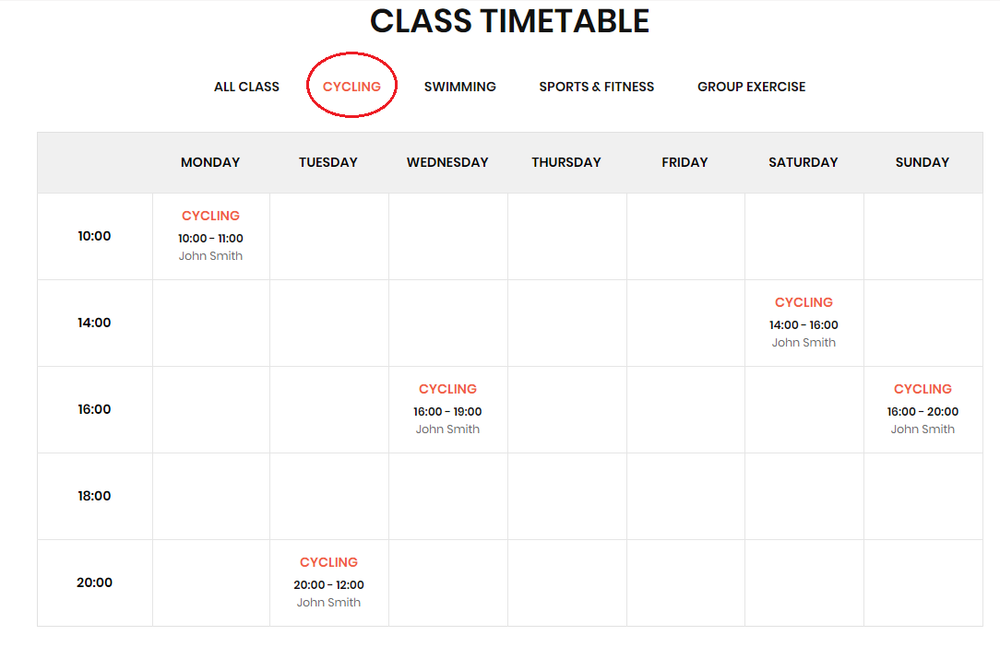 CLASS TIMETABLE
ALL CLASS CYCLING SWIMMING SPORTS & FITNESS GROUP EXERCISE
MONDAY TUESDAY WEDNESDAY THURSDAY FRIDAY SATURDAY SUNDAY
10:00
CYCLING
10:00 - 11:00
John Smith
14:00
CYCLING
14:00 - 16:00
John Smith
16:00
CYCLING
16:00 - 19:00
John Smith
CYCLING
16:00 - 20:00
John Smith
18:00
20:00
CYCLING
20:00 - 12:00
John Smith